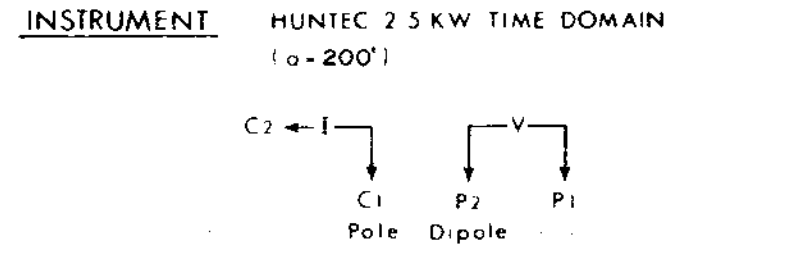 INSTRUMENT HUNTEC 2 5 KW TIME DOMAIN
(a-200')
C2 I V
C1 P2 P1
Pole Dipole